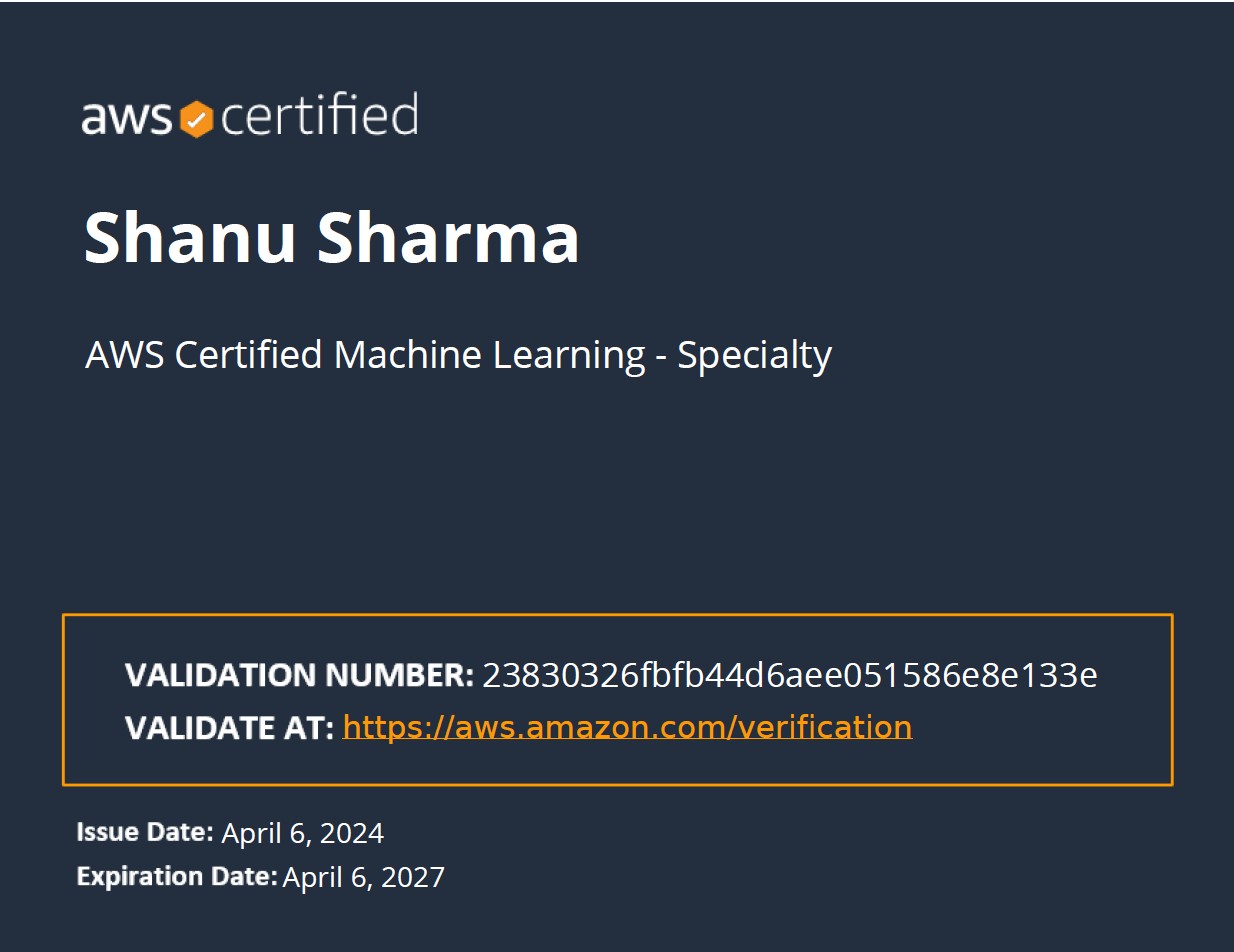 aws certified
Shanu Sharma
AWS Certified Machine Learning - Specialty
VALIDATION NUMBER: 23830326fbfb44d6aee051586e8e133e
VALIDATE AT: https://aws.amazon.com/verification
Issue Date: April 6, 2024
Expiration Date: April 6, 2027